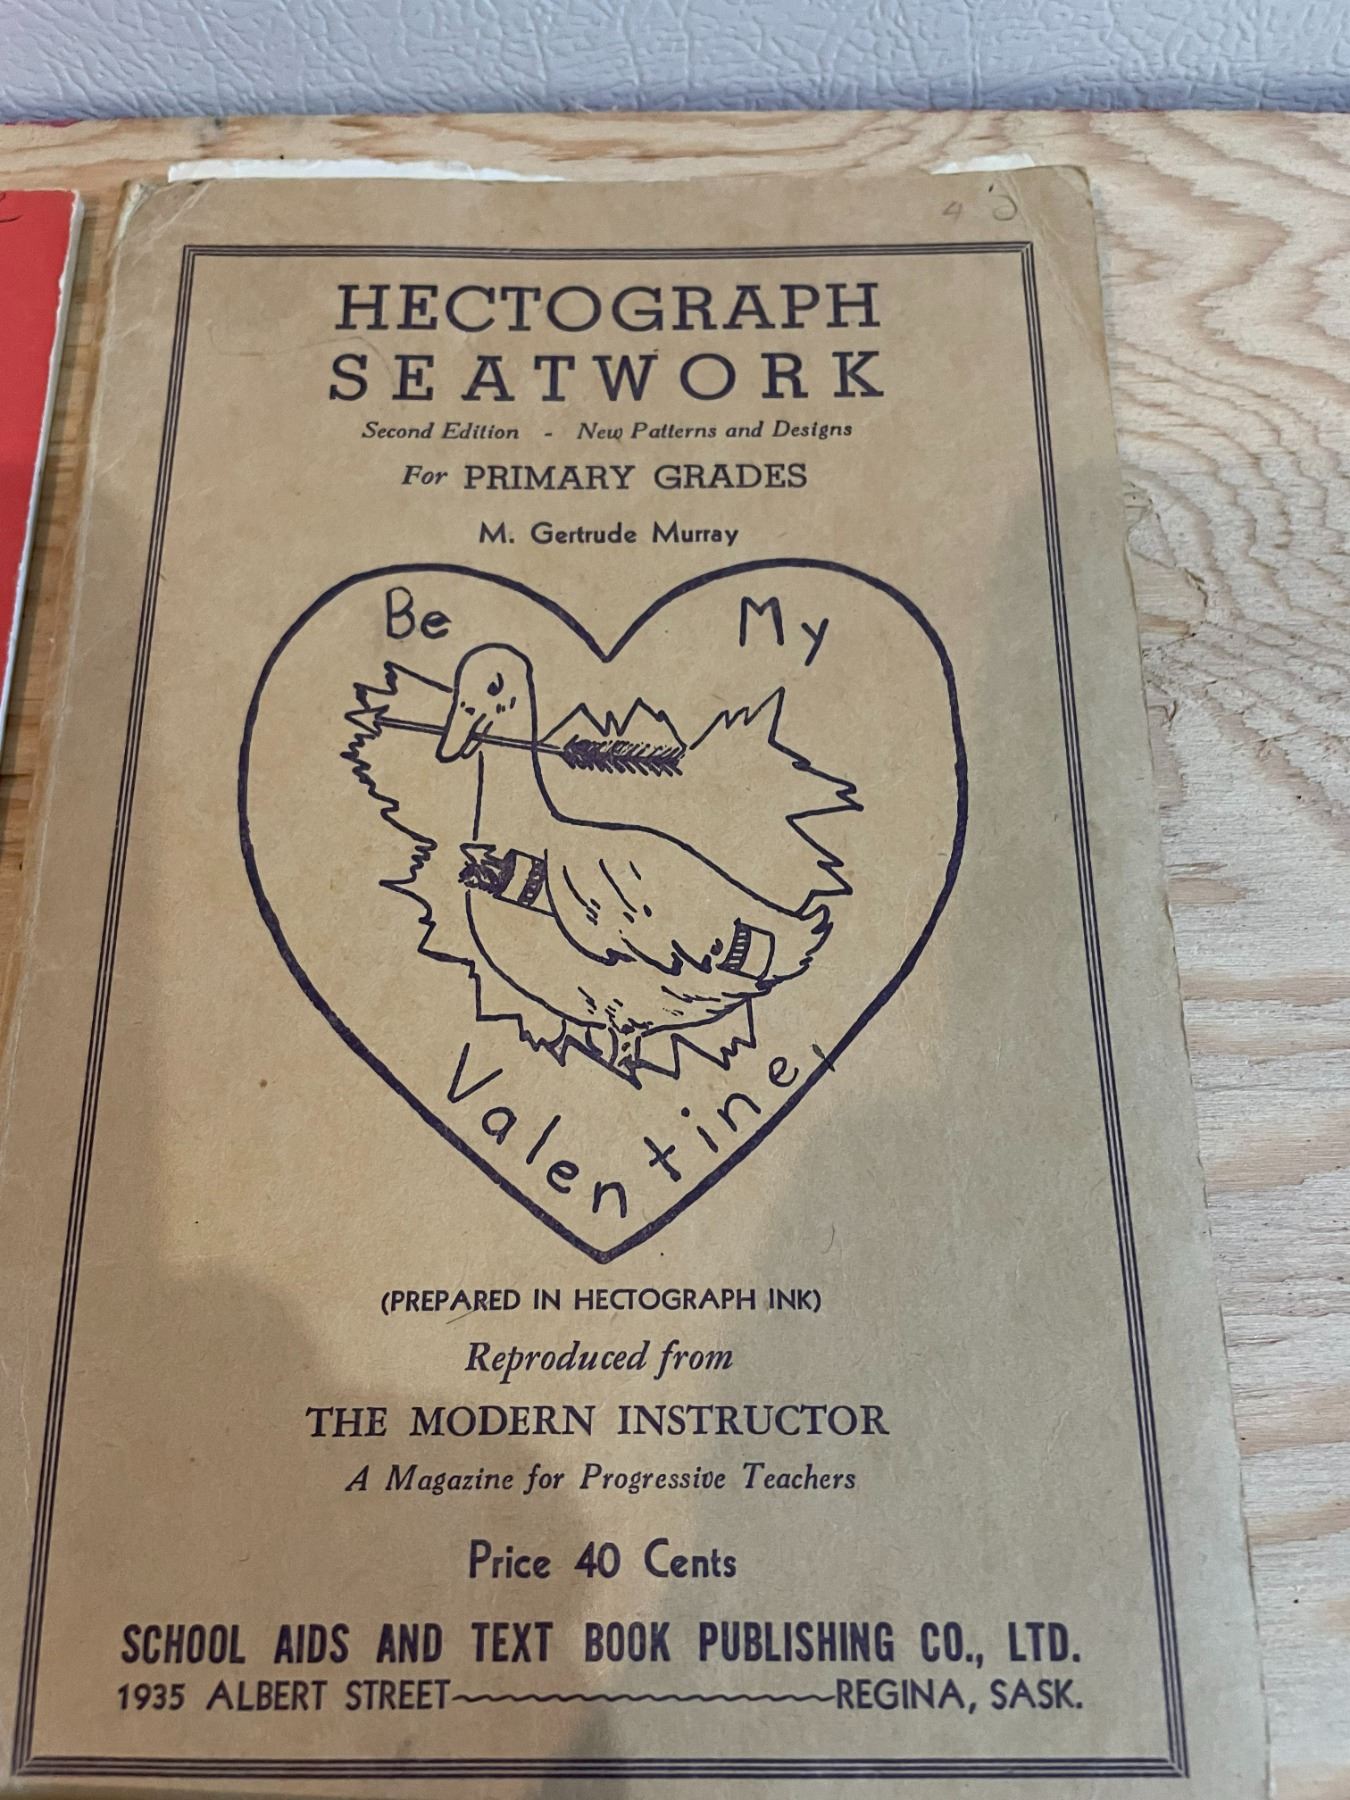 HECTOGRAPH
SEATWORK
Second Edition - New Patterns and Designs
For PRIMARY GRADES
M. Gertrude Murray
Be My
Valentine,
(PREPARED IN HECTOGRAPH INK)
Reproduced from
THE MODERN INSTRUCTOR
A Magazine for Progressive Teachers
Price 40 Cents
SCHOOL AIDS AND TEXT BOOK PUBLISHING CO., LTD.
1935 ALBERT STREET REGINA, SASK.